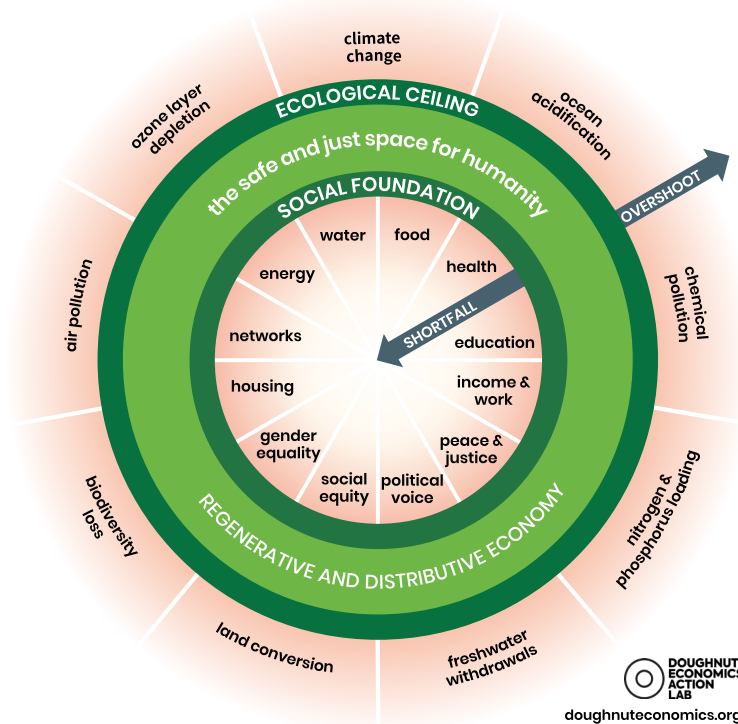 climate
change
ocean
acidification
OVERSHOOT
chemical
pollution
nitrogen &
phosphorus loading
freshwater
withdrawals
land conversion
biodiversity
loss
air pollution
ozone layer
depletion
ECOLOGICAL CEILING
the safe and just space for humanity
SOCIAL FOUNDATION
water
food
health
SHORTFALL
education
income &
work
peace &
justice
political
voice
social
equity
gender
equality
housing
networks
energy
REGENERATIVE AND DISTRIBUTIVE ECONOMY
DOUGHNUT
ECONOMICS
ACTION
LAB
doughnuteconomics.org